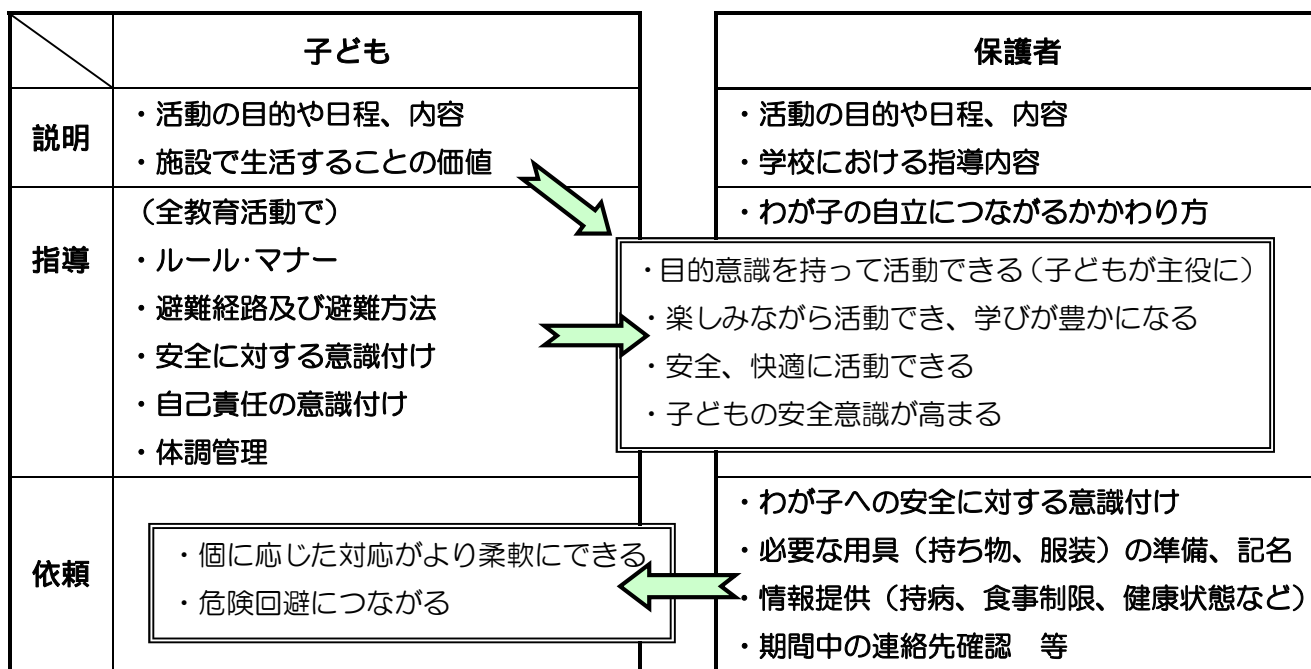 子ども
保護者
説明
・活動の目的や日程、内容
・施設で生活することの価値
・活動の目的や日程、内容
・学校における指導内容
指導
（全教育活動で）
・ルール・マナー
・避難経路及び避難方法
・安全に対する意識付け
・自己責任の意識付け
・体調管理
・わが子の自立につながるかかわり方
・目的意識を持って活動できる（子どもが主役に）
・楽しみながら活動でき、学びが豊かになる
・安全、快適に活動できる
・子どもの安全意識が高まる
依頼
・個に応じた対応がより柔軟にできる
・危険回避につながる
・わが子への安全に対する意識付け
・必要な用具（持ち物、服装）の準備、記名
・情報提供（持病、食事制限、健康状態など）
・期間中の連絡先確認　等